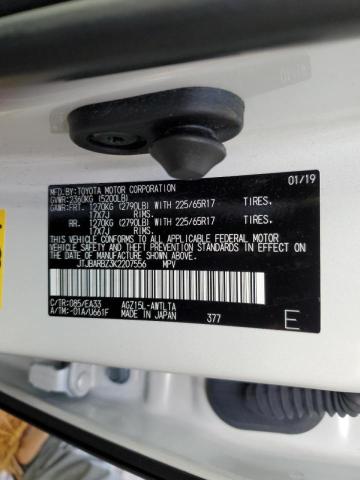 MFD. BY: TOYOTA MOTOR CORPORATION 01/19
GVWR: 2360KG (5200LB)
GAWR: FRT. 1270KG (2790LB) WITH 225/65R17 TIRES.
17X7J RIMS.
RR. 1270KG (2790LB) WITH 225/65R17 TIRES.
17X7J RIMS.
THIS VEHICLE CONFORMS TO ALL APPLICABLE FEDERAL MOTOR
VEHICLE SAFETY, BUMPER, AND THEFT PREVENTION STANDARDS
IN EFFECT ON THE DATE OF MANUFACTURE SHOWN ABOVE.
JTJBARBZ3K2207556 MPV
C/TR: 085/EA33 AGZ15L-AWTLTA
A/TM: -01A/U661F MADE IN JAPAN 377 E